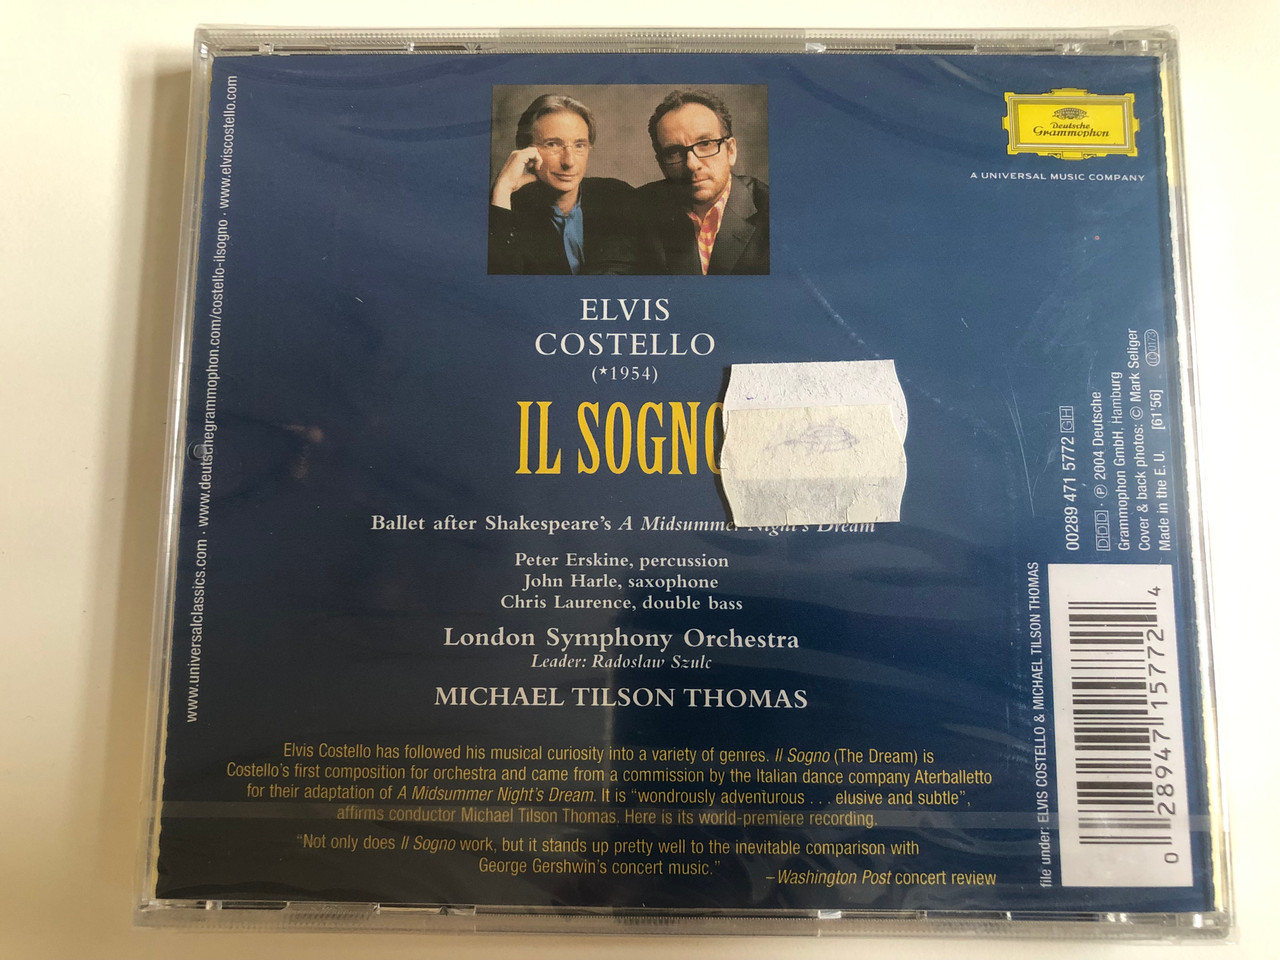 Deutsche
Grammophon
A UNIVERSAL MUSIC COMPANY
ELVIS
COSTELLO
(*1954)
IL SOGNO
Ballet after Shakespeare's A Midsummer Night's Dream
Peter Erskine, percussion
John Harle, saxophone
Chris Laurence, double bass
London Symphony Orchestra
Leader: Radoslaw Szulc
MICHAEL TILSON THOMAS
Elvis Costello has followed his musical curiosity into a variety of genres. Il Sogno (The Dream) is
Costello's first composition for orchestra and came from a commission by the Italian dance company Aterballetto
for their adaptation of A Midsummer Night's Dream. It is “wondrously adventurous . . . elusive and subtle”,
affirms conductor Michael Tilson Thomas. Here is its world-premiere recording.
“Not only does Il Sogno work, but it stands up pretty well to the inevitable comparison with
George Gershwin's concert music.”
– Washington Post concert review
www.universalclassics.com · www.deutschegrammophon.com/costello-ilsogno · www.elviscostello.com
file under: ELVIS COSTELLO & MICHAEL TILSON THOMAS
00289 471 5772 GH
DDD · ℗ 2004 Deutsche
Grammophon GmbH, Hamburg
Cover & back photos: © Mark Seliger
Made in the E. U. [61'56]
0 28947 15772 4